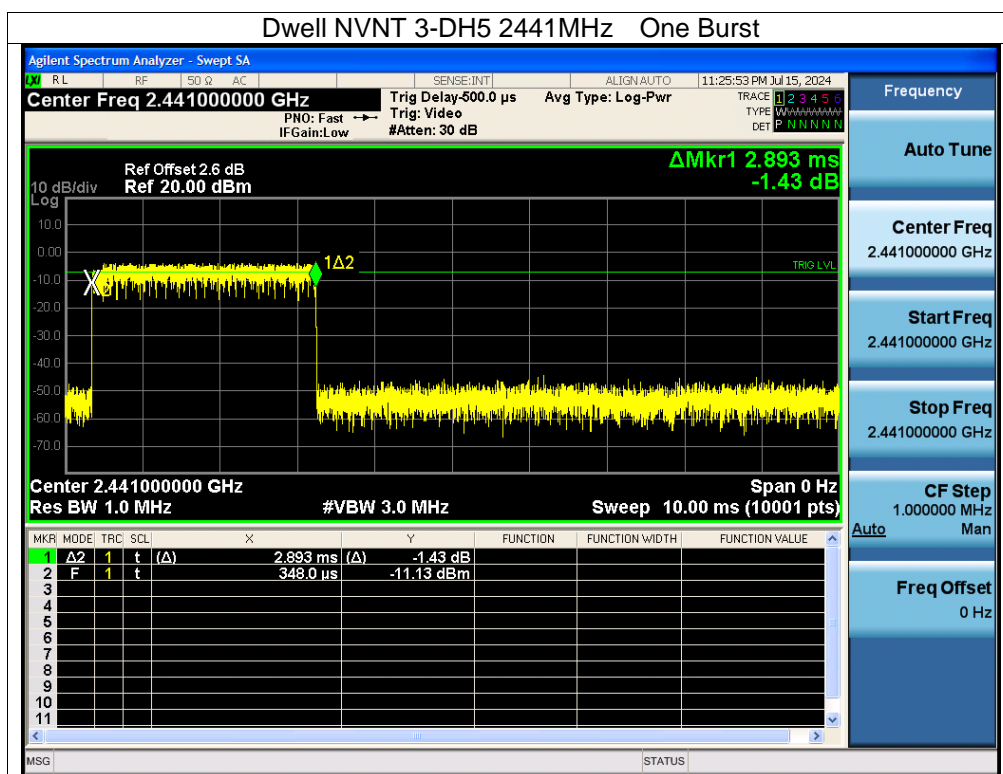 Dwell NVNT 3-DH5 2441MHz One Burst
Agilent Spectrum Analyzer - Swept SA
LXI RL RF 50 Ω AC SENSE:INT ALIGN AUTO 11:25:53 PM Jul 15, 2024
Center Freq 2.441000000 GHz Trig Delay-500.0 µs Avg Type: Log-Pwr TRACE 1 2 3 4 5 6
PNO: Fast Trig: Video TYPE WWWWWW
IFGain:Low #Atten: 30 dB DET P N N N N N
Frequency
Auto Tune
Center Freq
2.441000000 GHz
Start Freq
2.441000000 GHz
Stop Freq
2.441000000 GHz
CF Step
1.000000 MHz
Auto Man
Freq Offset
0 Hz
ΔMkr1 2.893 ms
-1.43 dB
Ref Offset 2.6 dB
10 dB/div Ref 20.00 dBm
Log
10.0
0.00
-10.0
-20.0
-30.0
-40.0
-50.0
-60.0
-70.0
1Δ2
TRIG LVL
Center 2.441000000 GHz Span 0 Hz
Res BW 1.0 MHz #VBW 3.0 MHz Sweep 10.00 ms (10001 pts)
MKR MODE TRC SCL X Y FUNCTION FUNCTION WIDTH FUNCTION VALUE
1 Δ2 1 t (Δ) 2.893 ms (Δ) -1.43 dB
2 F 1 t 348.0 µs -11.13 dBm
3
4
5
6
7
8
9
10
11
MSG STATUS